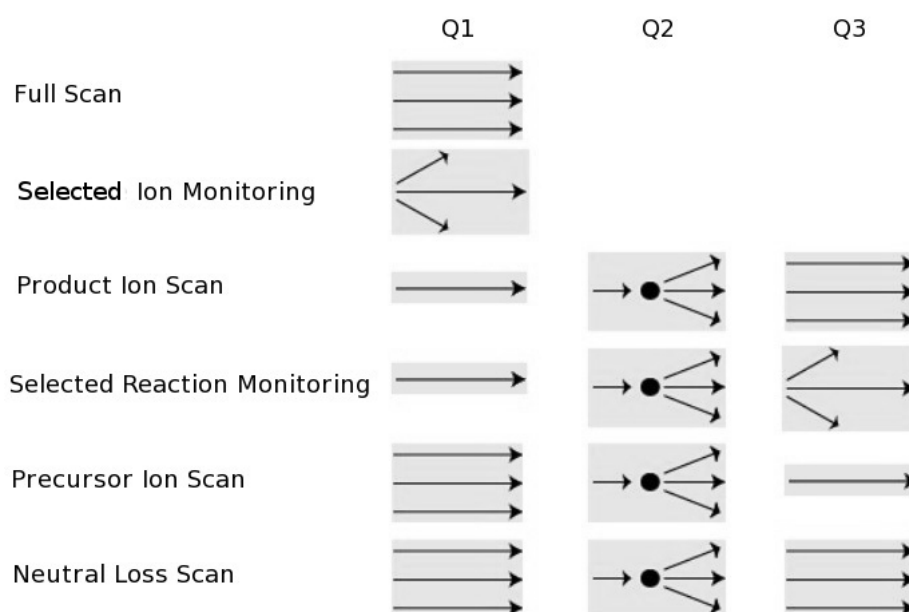 Q1 Q2 Q3
Full Scan
Selected Ion Monitoring
Product Ion Scan
Selected Reaction Monitoring
Precursor Ion Scan
Neutral Loss Scan